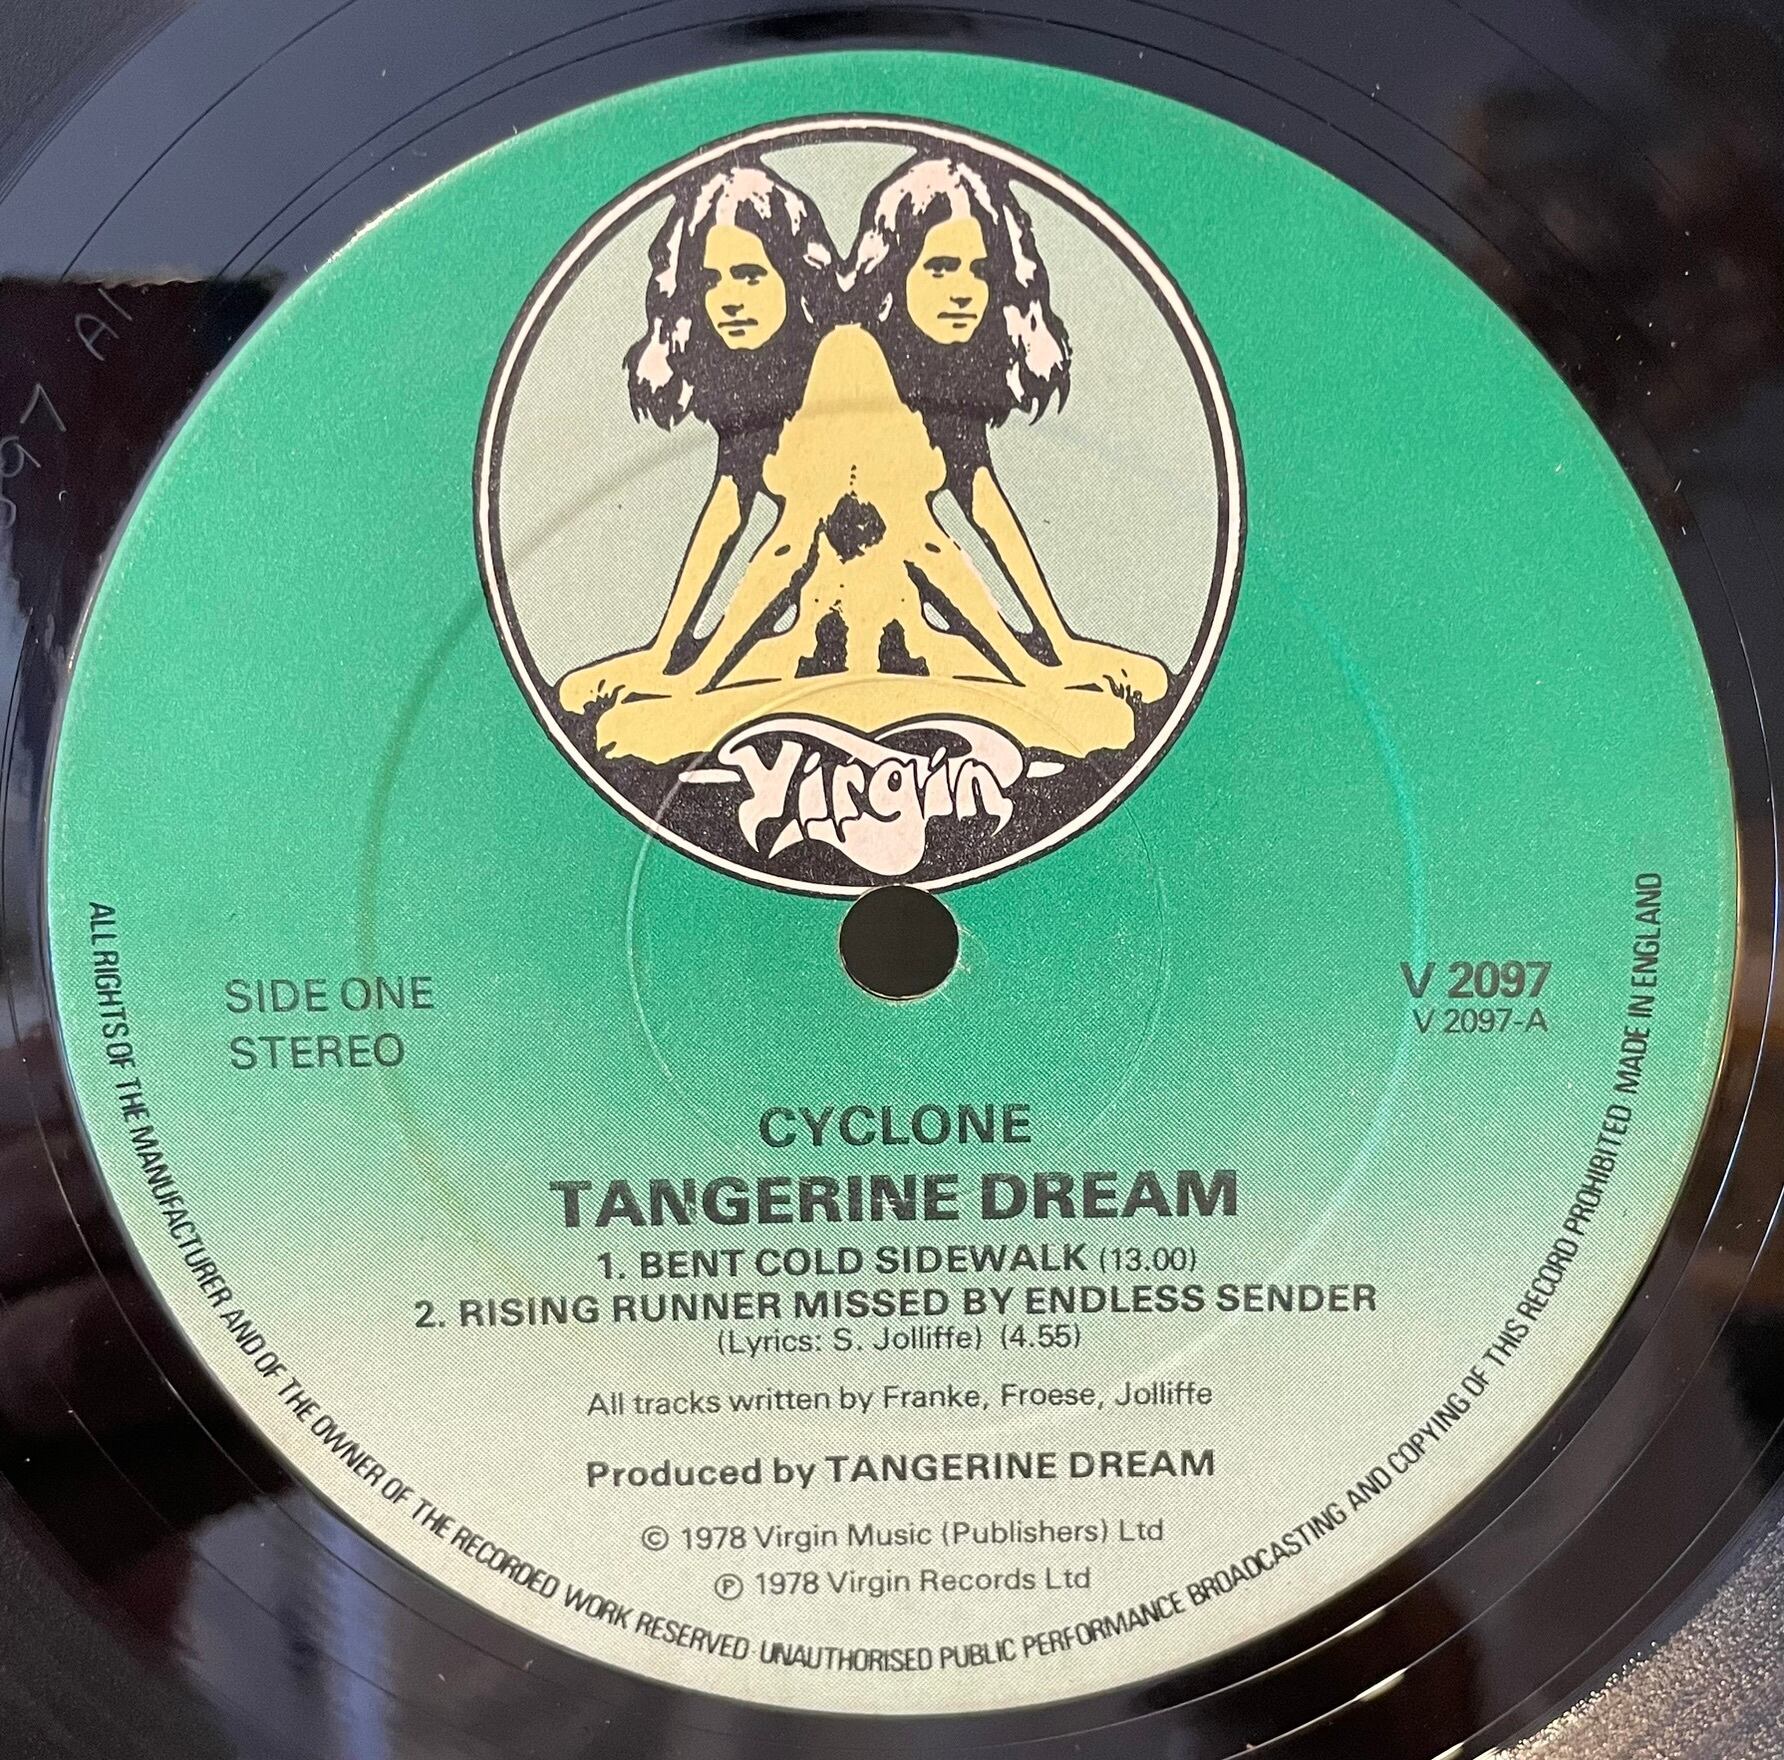 Virgin
SIDE ONE
STEREO
V 2097
V 2097-A
CYCLONE
TANGERINE DREAM
1. BENT COLD SIDEWALK (13.00)
2. RISING RUNNER MISSED BY ENDLESS SENDER
(Lyrics: S. Jolliffe) (4.55)
All tracks written by Franke, Froese, Jolliffe
Produced by TANGERINE DREAM
© 1978 Virgin Music (Publishers) Ltd
℗ 1978 Virgin Records Ltd
ALL RIGHTS OF THE MANUFACTURER AND OF THE OWNER OF THE RECORDED WORK RESERVED UNAUTHORISED PUBLIC PERFORMANCE BROADCASTING AND COPYING OF THIS RECORD PROHIBITED MADE IN ENGLAND